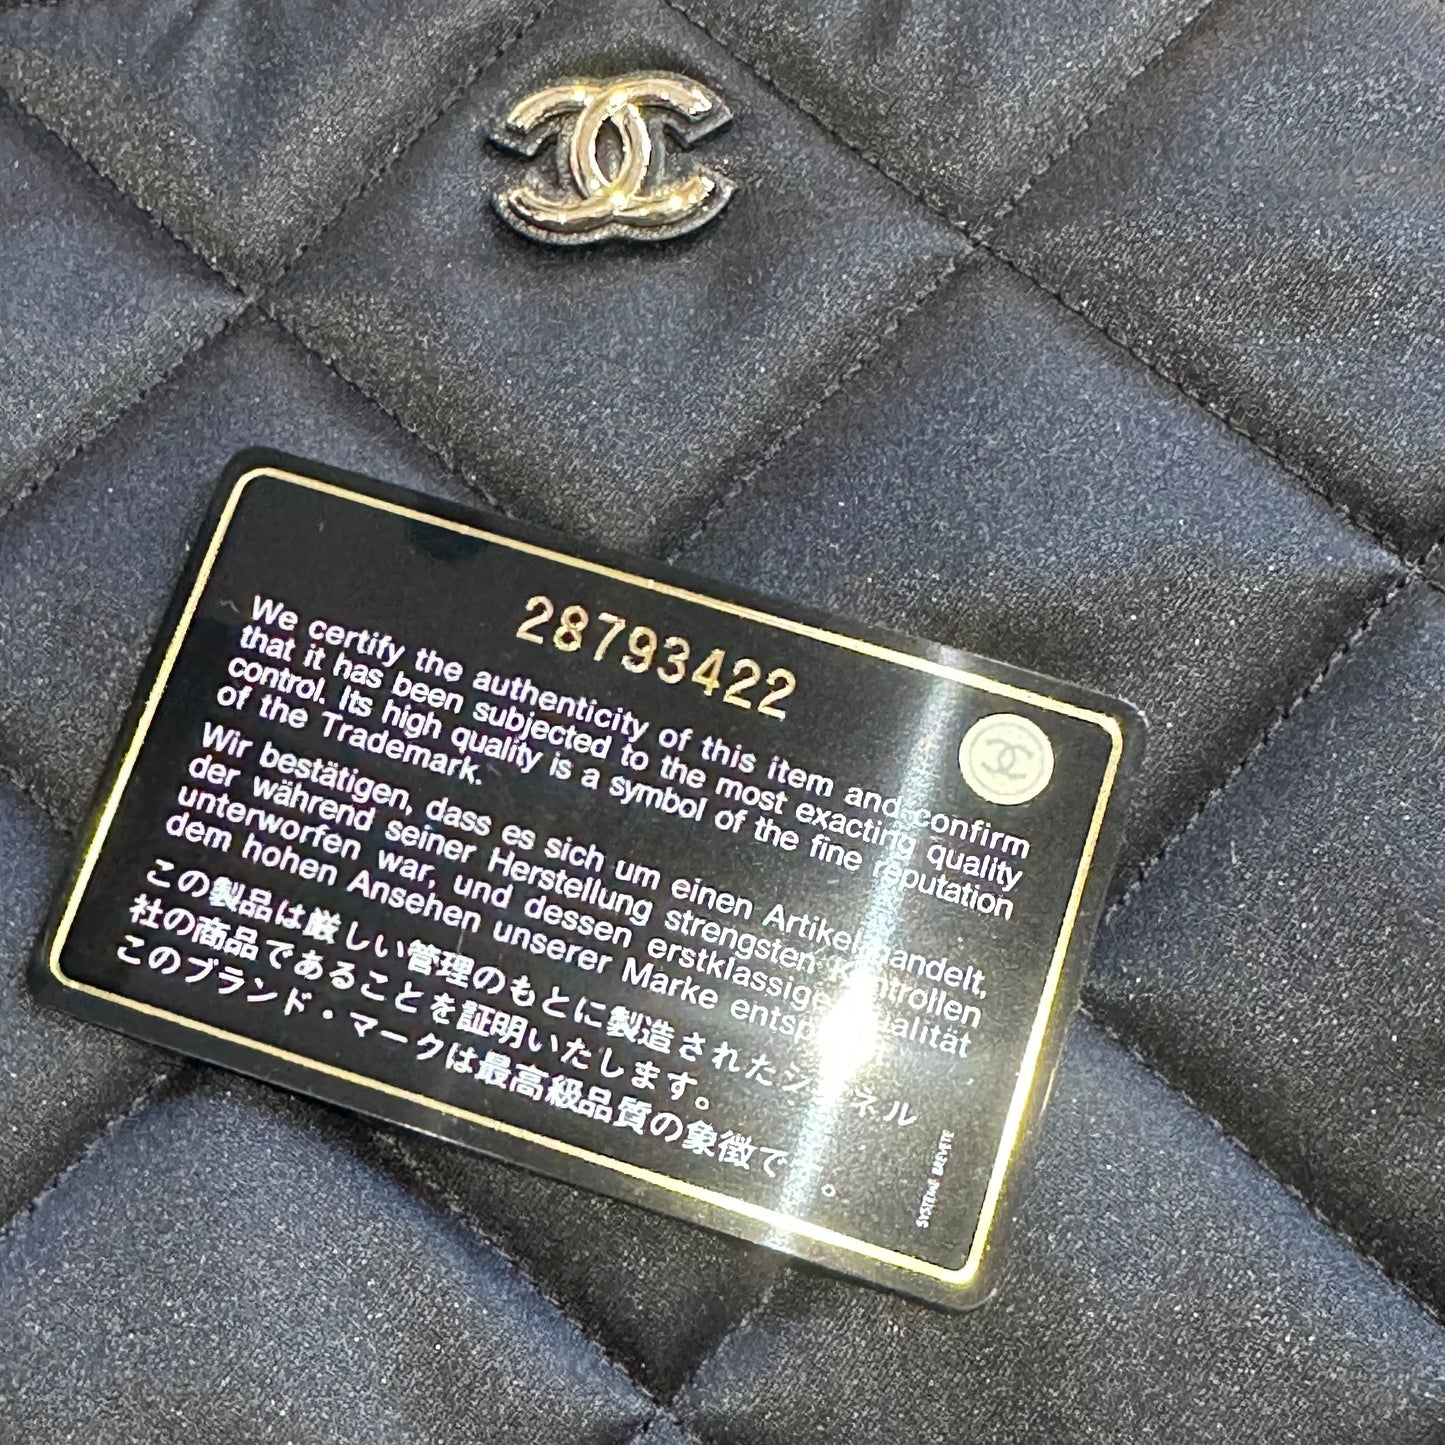 28793422
We certify the authenticity of this item and confirm
that it has been subjected to the most exacting quality
control. Its high quality is a symbol of the fine reputation
of the Trademark.
Wir bestätigen, dass es sich um einen Artikel handelt,
der während seiner Herstellung strengsten Kontrollen
unterworfen war, und dessen erstklassige Qualität
dem hohen Ansehen unserer Marke entspricht.
この製品は厳しい管理のもとに製造されたシャネル
社の商品であることを証明いたします。
このブランド・マークは最高級品質の象徴です。
SYSTEME BREVETE